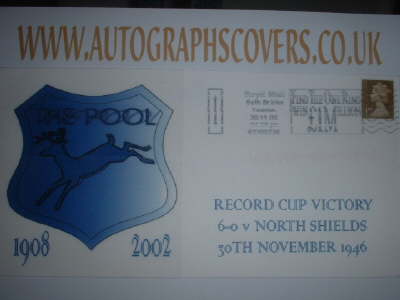 WWW.AUTOGRAPHSCOVERS.CO.UK
THE POOL
1908 2002
Royal Mail
£1M
RECORD CUP VICTORY
6-0 v NORTH SHIELDS
30TH NOVEMBER 1946